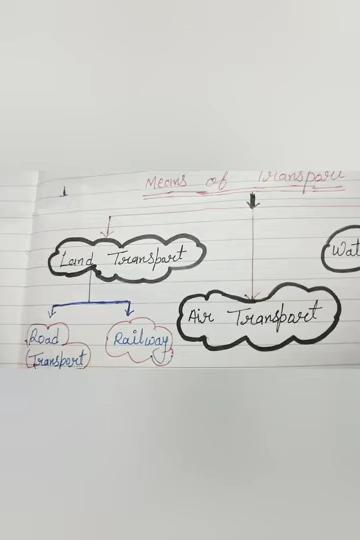 Means of Transport
Land Transport
Wat
Air Transport
Road
Transport
Railway